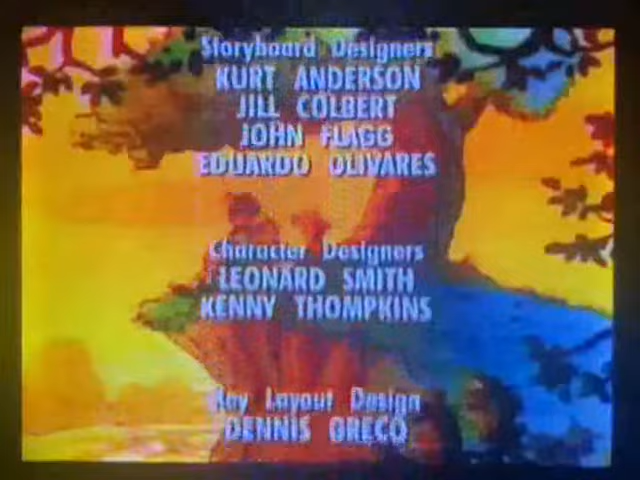 Storyboard Designers
KURT ANDERSON
JILL COLBERT
JOHN FLAGG
EDUARDO OLIVARES
Character Designers
LEONARD SMITH
KENNY THOMPKINS
Key Layout Design
DENNIS GRECO